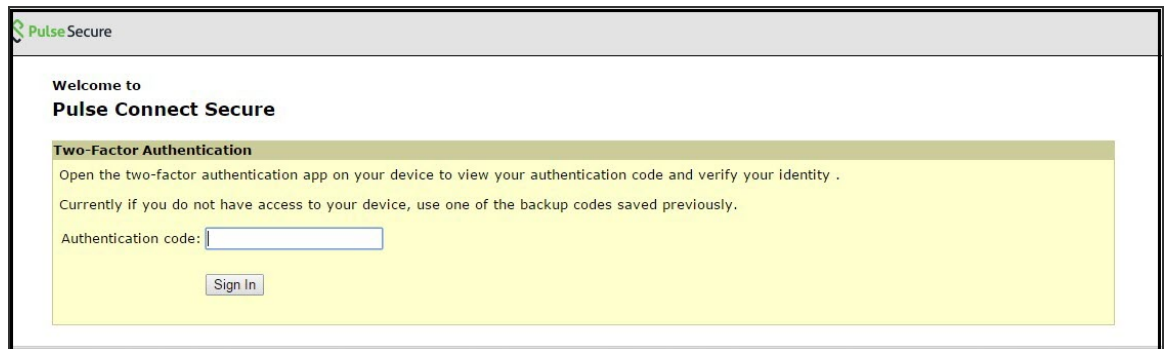 Pulse Secure
Welcome to
Pulse Connect Secure
Two-Factor Authentication
Open the two-factor authentication app on your device to view your authentication code and verify your identity .
Currently if you do not have access to your device, use one of the backup codes saved previously.
Authentication code:
Sign In